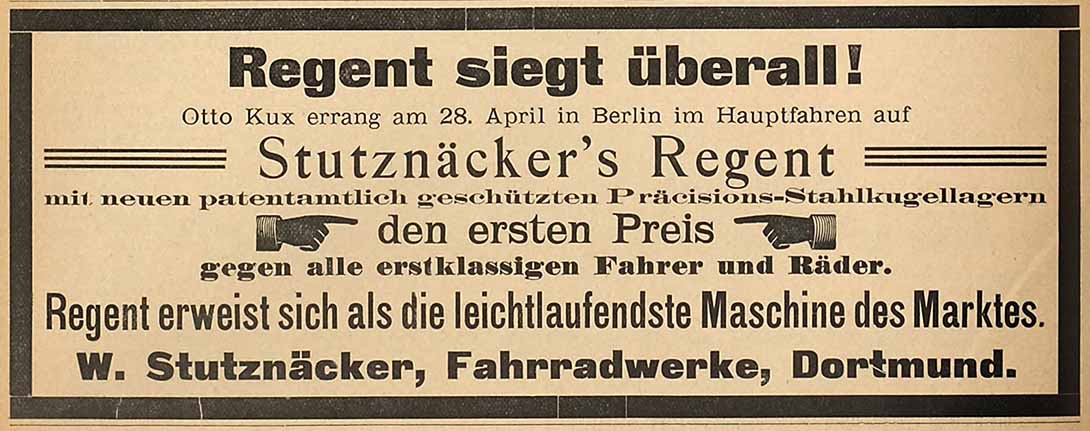 Regent siegt überall!
Otto Kux errang am 28. April in Berlin im Hauptfahren auf
Stutznäcker's Regent
mit neuen patentamtlich geschützten Präcisions-Stahlkugellagern
den ersten Preis
gegen alle erstklassigen Fahrer und Räder.
Regent erweist sich als die leichtlaufendste Maschine des Marktes.
W. Stutznäcker, Fahrradwerke, Dortmund.